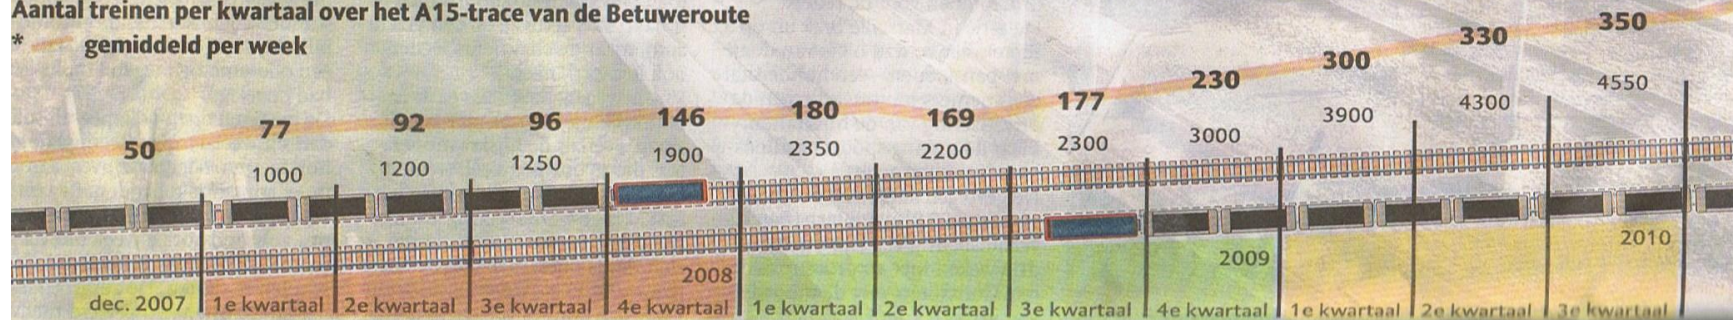 Aantal treinen per kwartaal over het A15-trace van de Betuweroute
* gemiddeld per week
50 77 92 96 146 180 169 177 230 300 330 350
1000 1200 1250 1900 2350 2200 2300 3000 3900 4300 4550
2008 2009 2010
dec. 2007 1e kwartaal 2e kwartaal 3e kwartaal 4e kwartaal 1e kwartaal 2e kwartaal 3e kwartaal 4e kwartaal 1e kwartaal 2e kwartaal 3e kwartaal